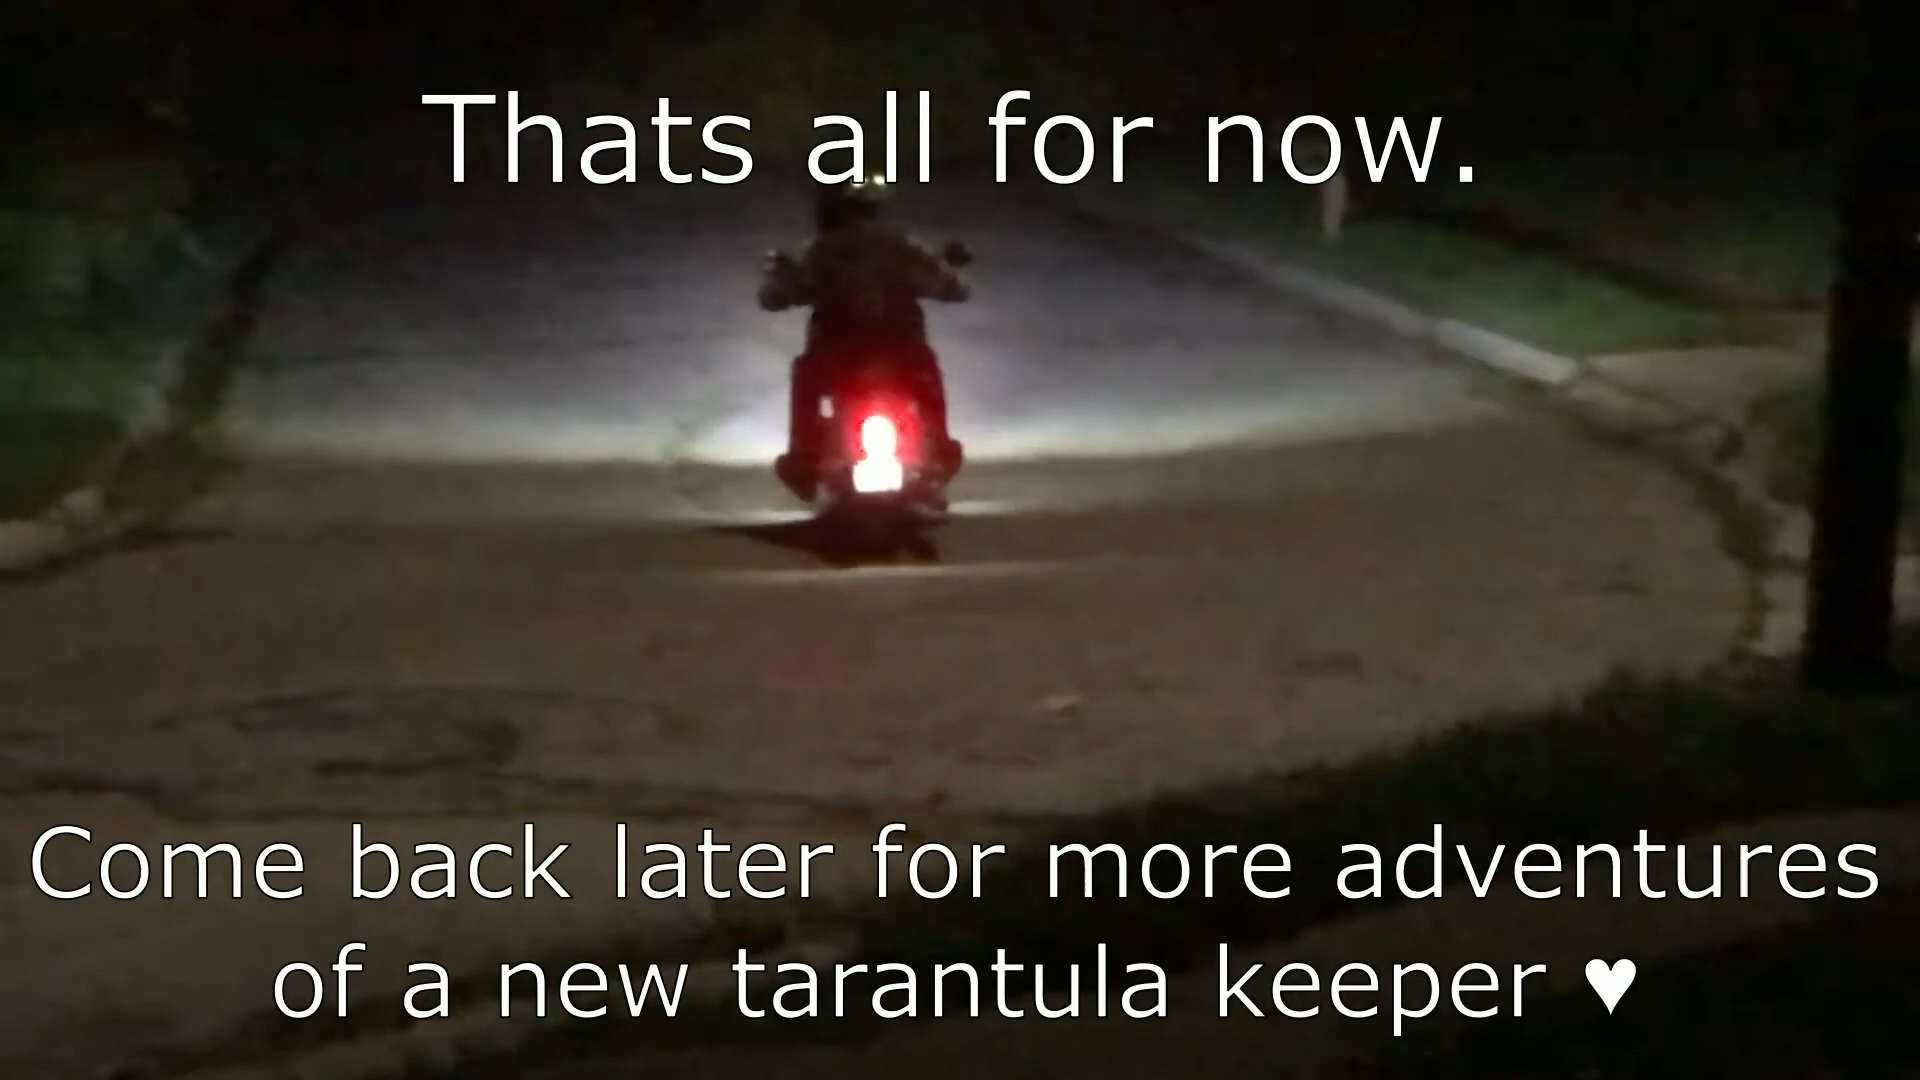 Thats all for now.
Come back later for more adventures
of a new tarantula keeper ♥